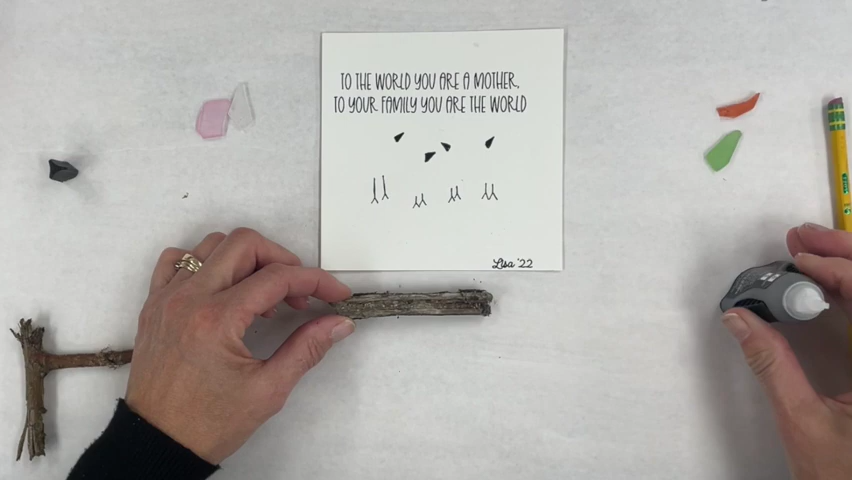 TO THE WORLD YOU ARE A MOTHER,
TO YOUR FAMILY YOU ARE THE WORLD
Lisa '22